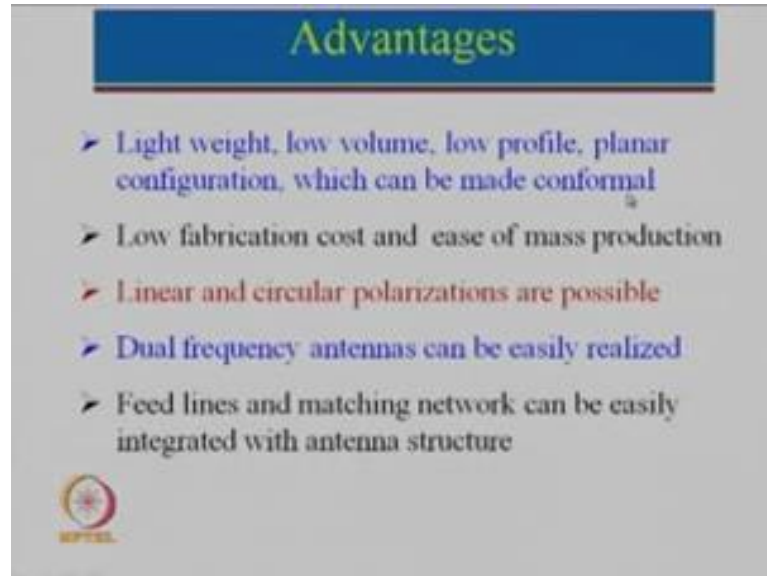 Advantages
➢ Light weight, low volume, low profile, planar
configuration, which can be made conformal
➢ Low fabrication cost and ease of mass production
➢ Linear and circular polarizations are possible
➢ Dual frequency antennas can be easily realized
➢ Feed lines and matching network can be easily
integrated with antenna structure
NPTEL